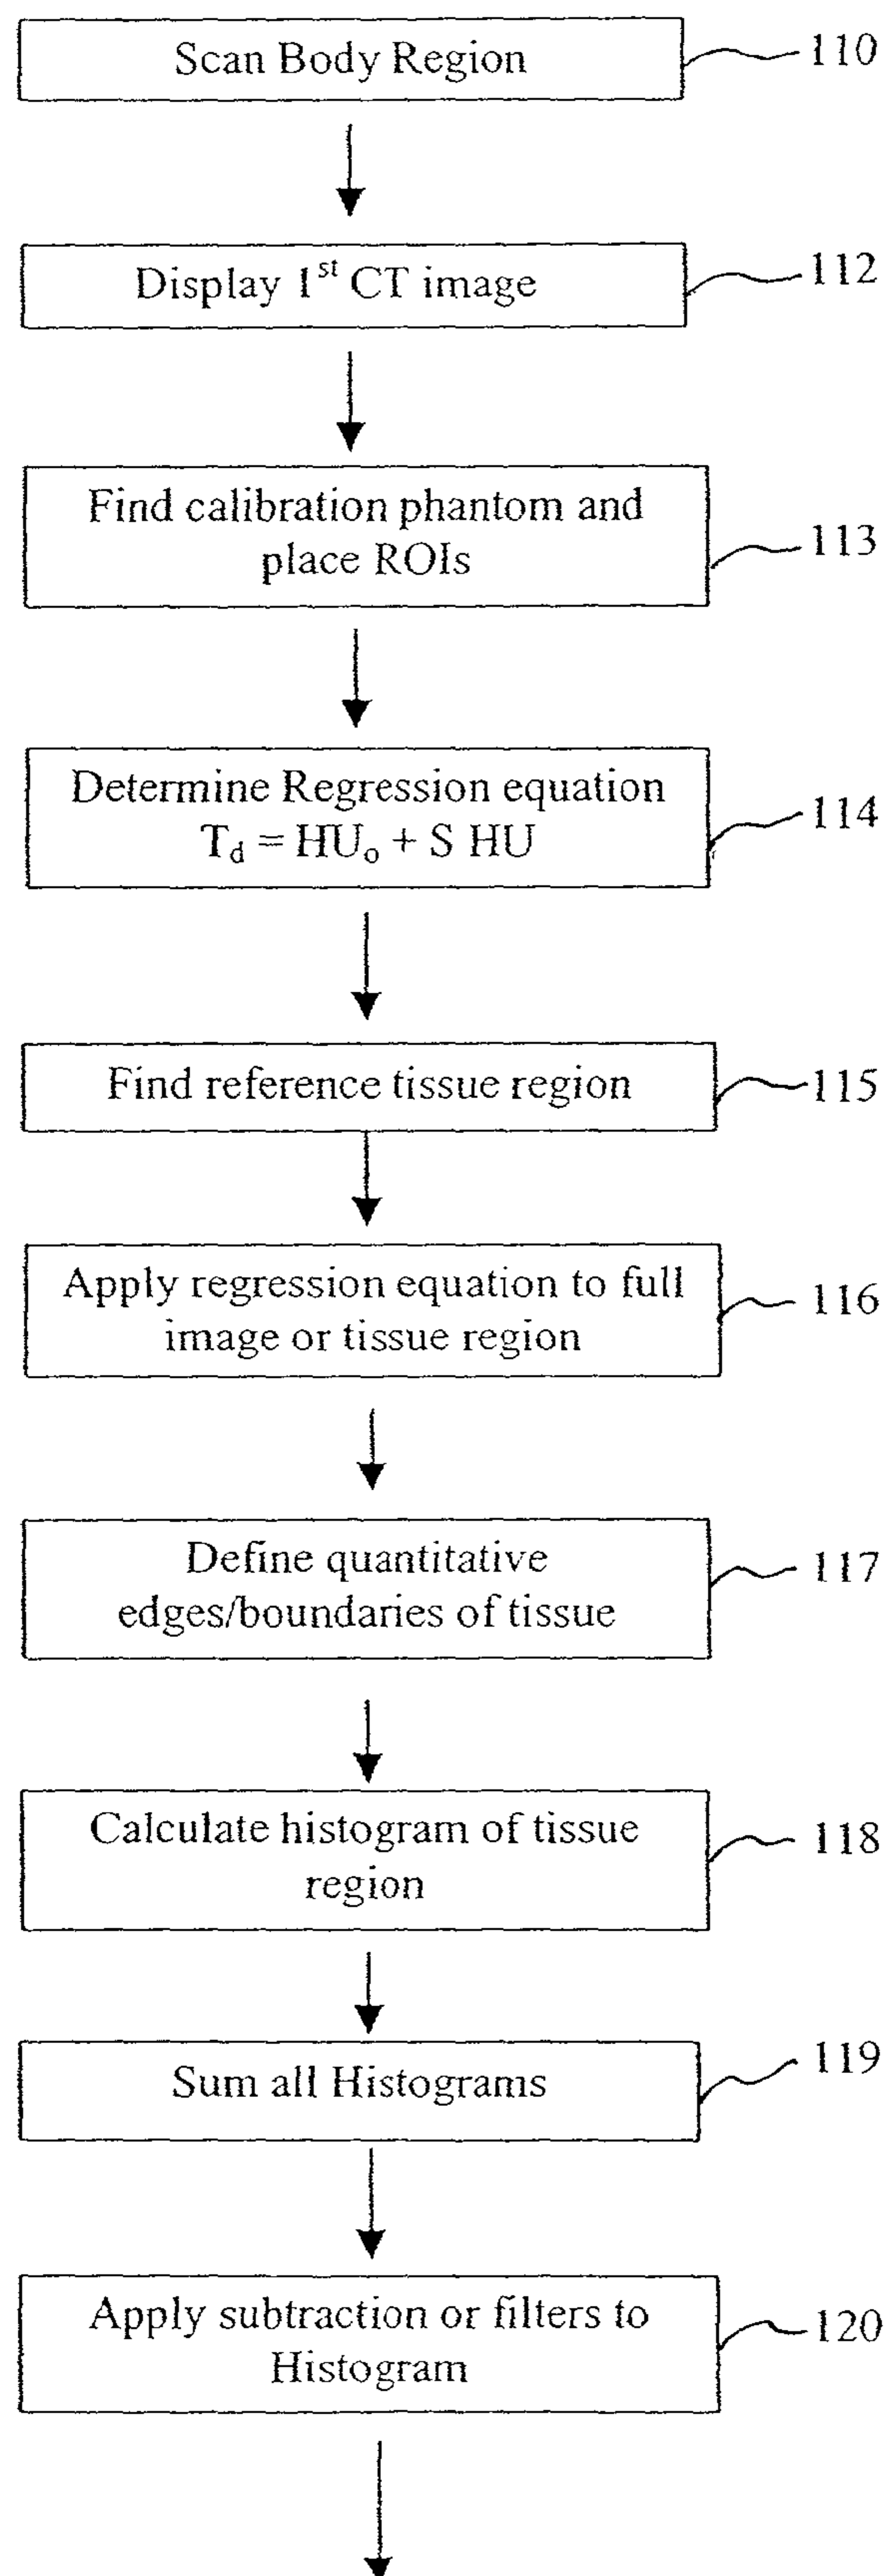 Scan Body Region
110
Display 1st CT image
112
Find calibration phantom and
place ROIs
113
Determine Regression equation
Td = HUo + S HU
114
Find reference tissue region
115
Apply regression equation to full
image or tissue region
116
Define quantitative
edges/boundaries of tissue
117
Calculate histogram of tissue
region
118
Sum all Histograms
119
Apply subtraction or filters to
Histogram
120